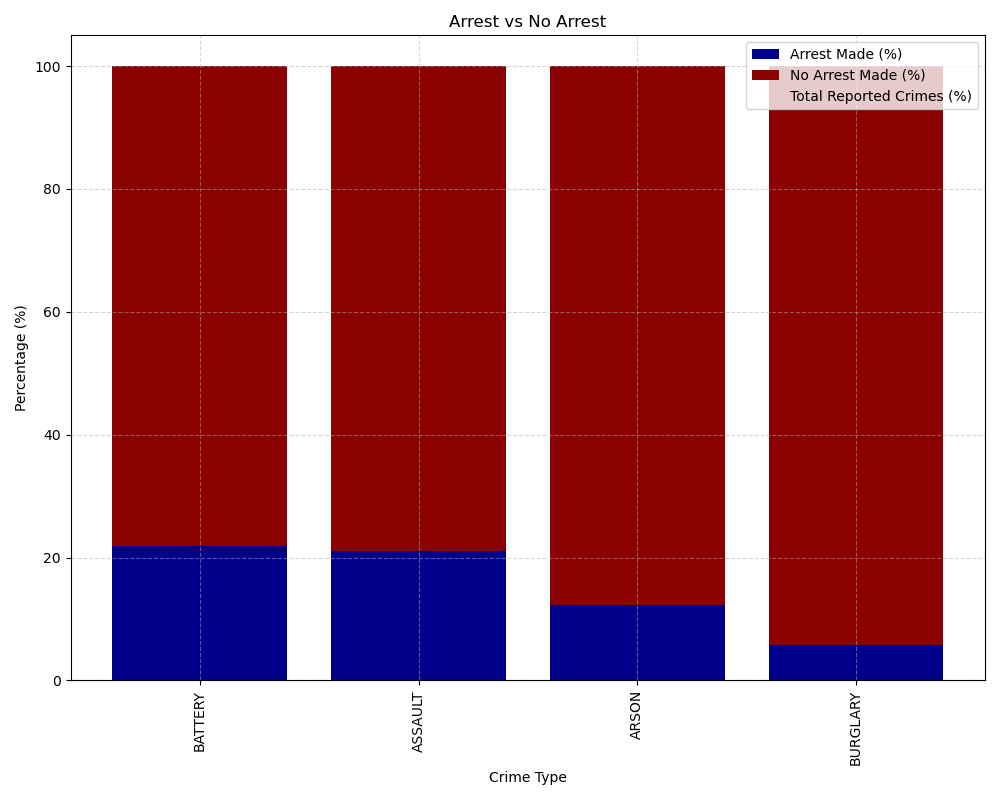 Arrest vs No Arrest
Arrest Made (%)
No Arrest Made (%)
Total Reported Crimes (%)
Percentage (%)
100
80
60
40
20
0
BATTERY
ASSAULT
ARSON
BURGLARY
Crime Type